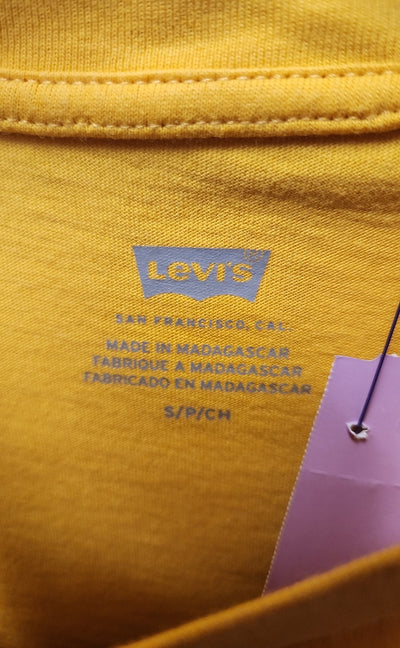 Levi's
SAN FRANCISCO, CAL.
MADE IN MADAGASCAR
FABRIQUE A MADAGASCAR
FABRICADO EN MADAGASCAR
S/P/CH